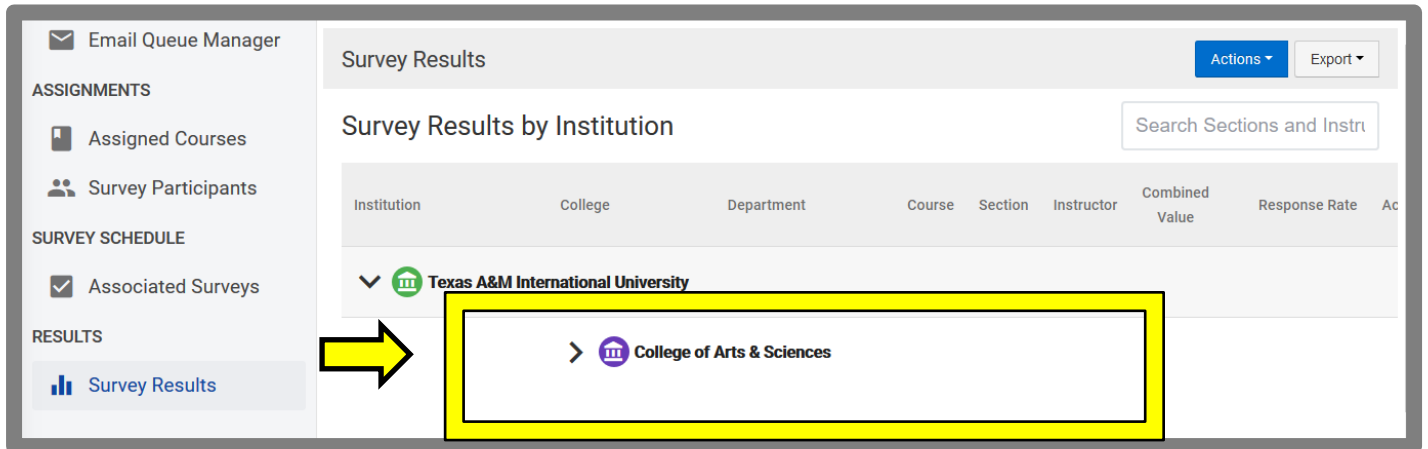 Email Queue Manager
ASSIGNMENTS
Assigned Courses
Survey Participants
SURVEY SCHEDULE
Associated Surveys
RESULTS
Survey Results
Survey Results
Actions
Export
Survey Results by Institution
Search Sections and Instru
Institution College Department Course Section Instructor Combined Value Response Rate Ac
Texas A&M International University
College of Arts & Sciences